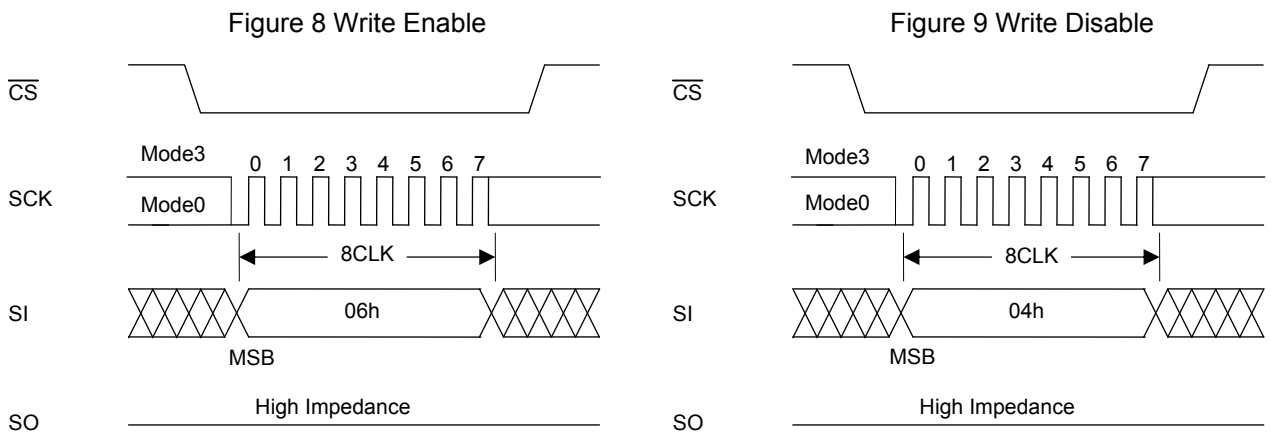 Figure 8 Write Enable
CS
Mode3
0 1 2 3 4 5 6 7
SCK
Mode0
8CLK
SI
06h
MSB
High Impedance
SO
Figure 9 Write Disable
CS
Mode3
0 1 2 3 4 5 6 7
SCK
Mode0
8CLK
SI
04h
MSB
High Impedance
SO